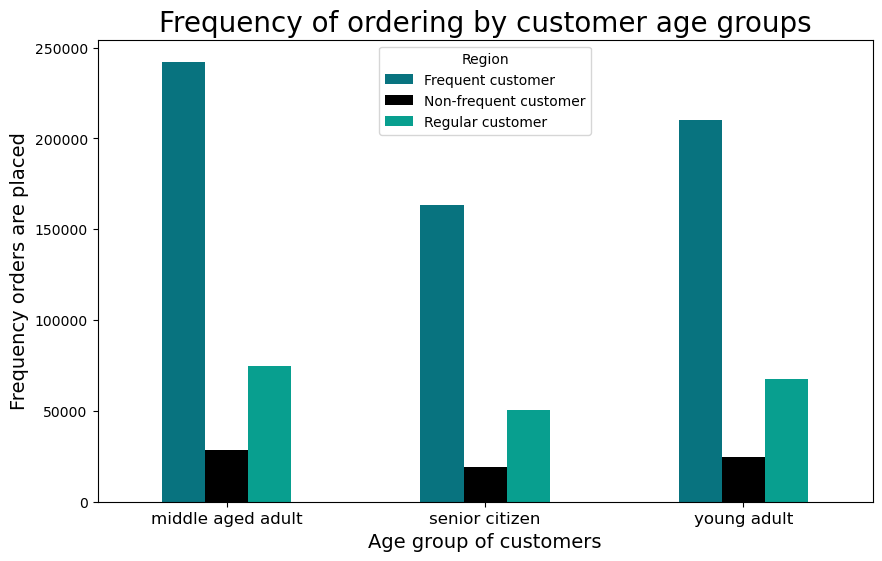 Frequency of ordering by customer age groups
Region
Frequent customer
Non-frequent customer
Regular customer
Frequency orders are placed
250000
200000
150000
100000
50000
0
middle aged adult
senior citizen
young adult
Age group of customers